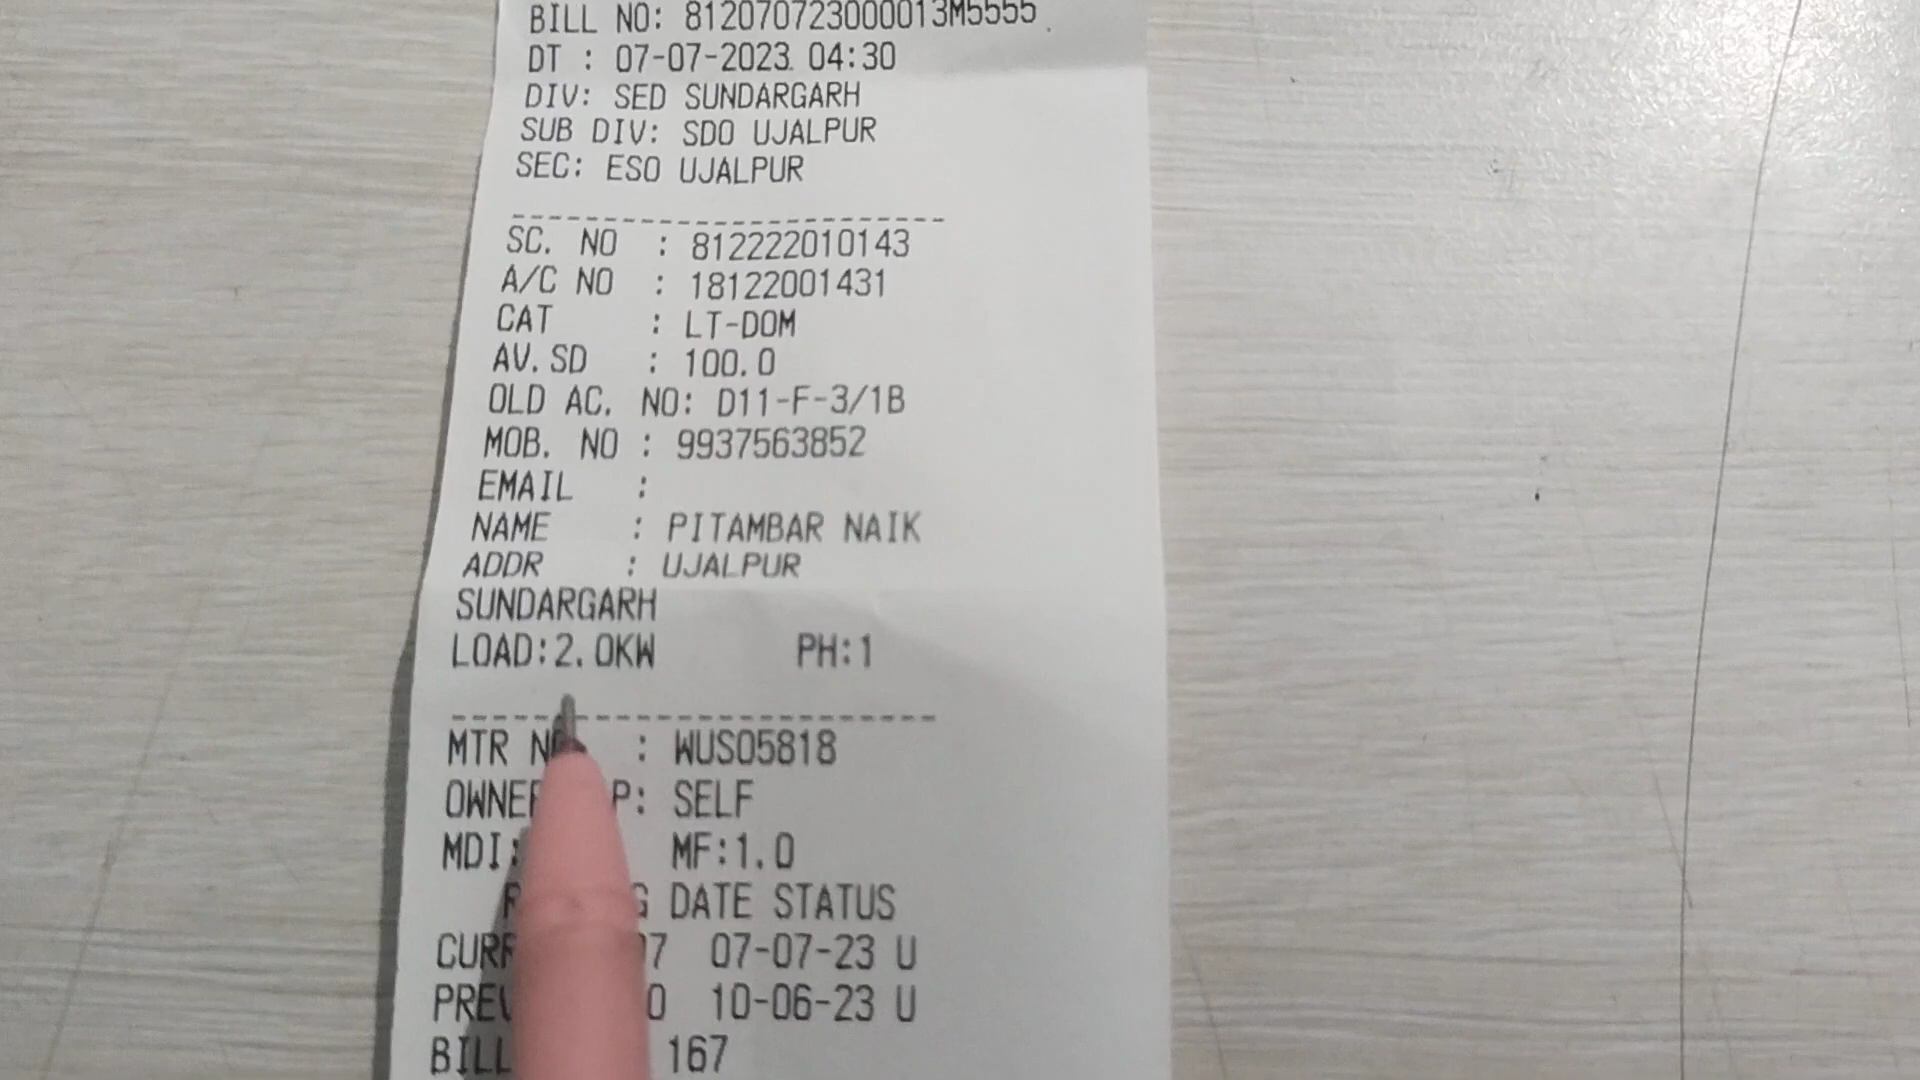 BILL NO: 812070723000013M5555
DT : 07-07-2023 04:30
DIV: SED SUNDARGARH
SUB DIV: SDO UJALPUR
SEC: ESO UJALPUR
SC. NO : 812222010143
A/C NO : 18122001431
CAT : LT-DOM
AV.SD : 100.0
OLD AC. NO: D11-F-3/1B
MOB. NO : 9937563852
EMAIL :
NAME : PITAMBAR NAIK
ADDR : UJALPUR
SUNDARGARH
LOAD:2.0KW PH:1
MTR : WUS05818
SELF
MDI: MF:1.0
DATE STATUS
07-07-23 U
10-06-23 U
BILL 167